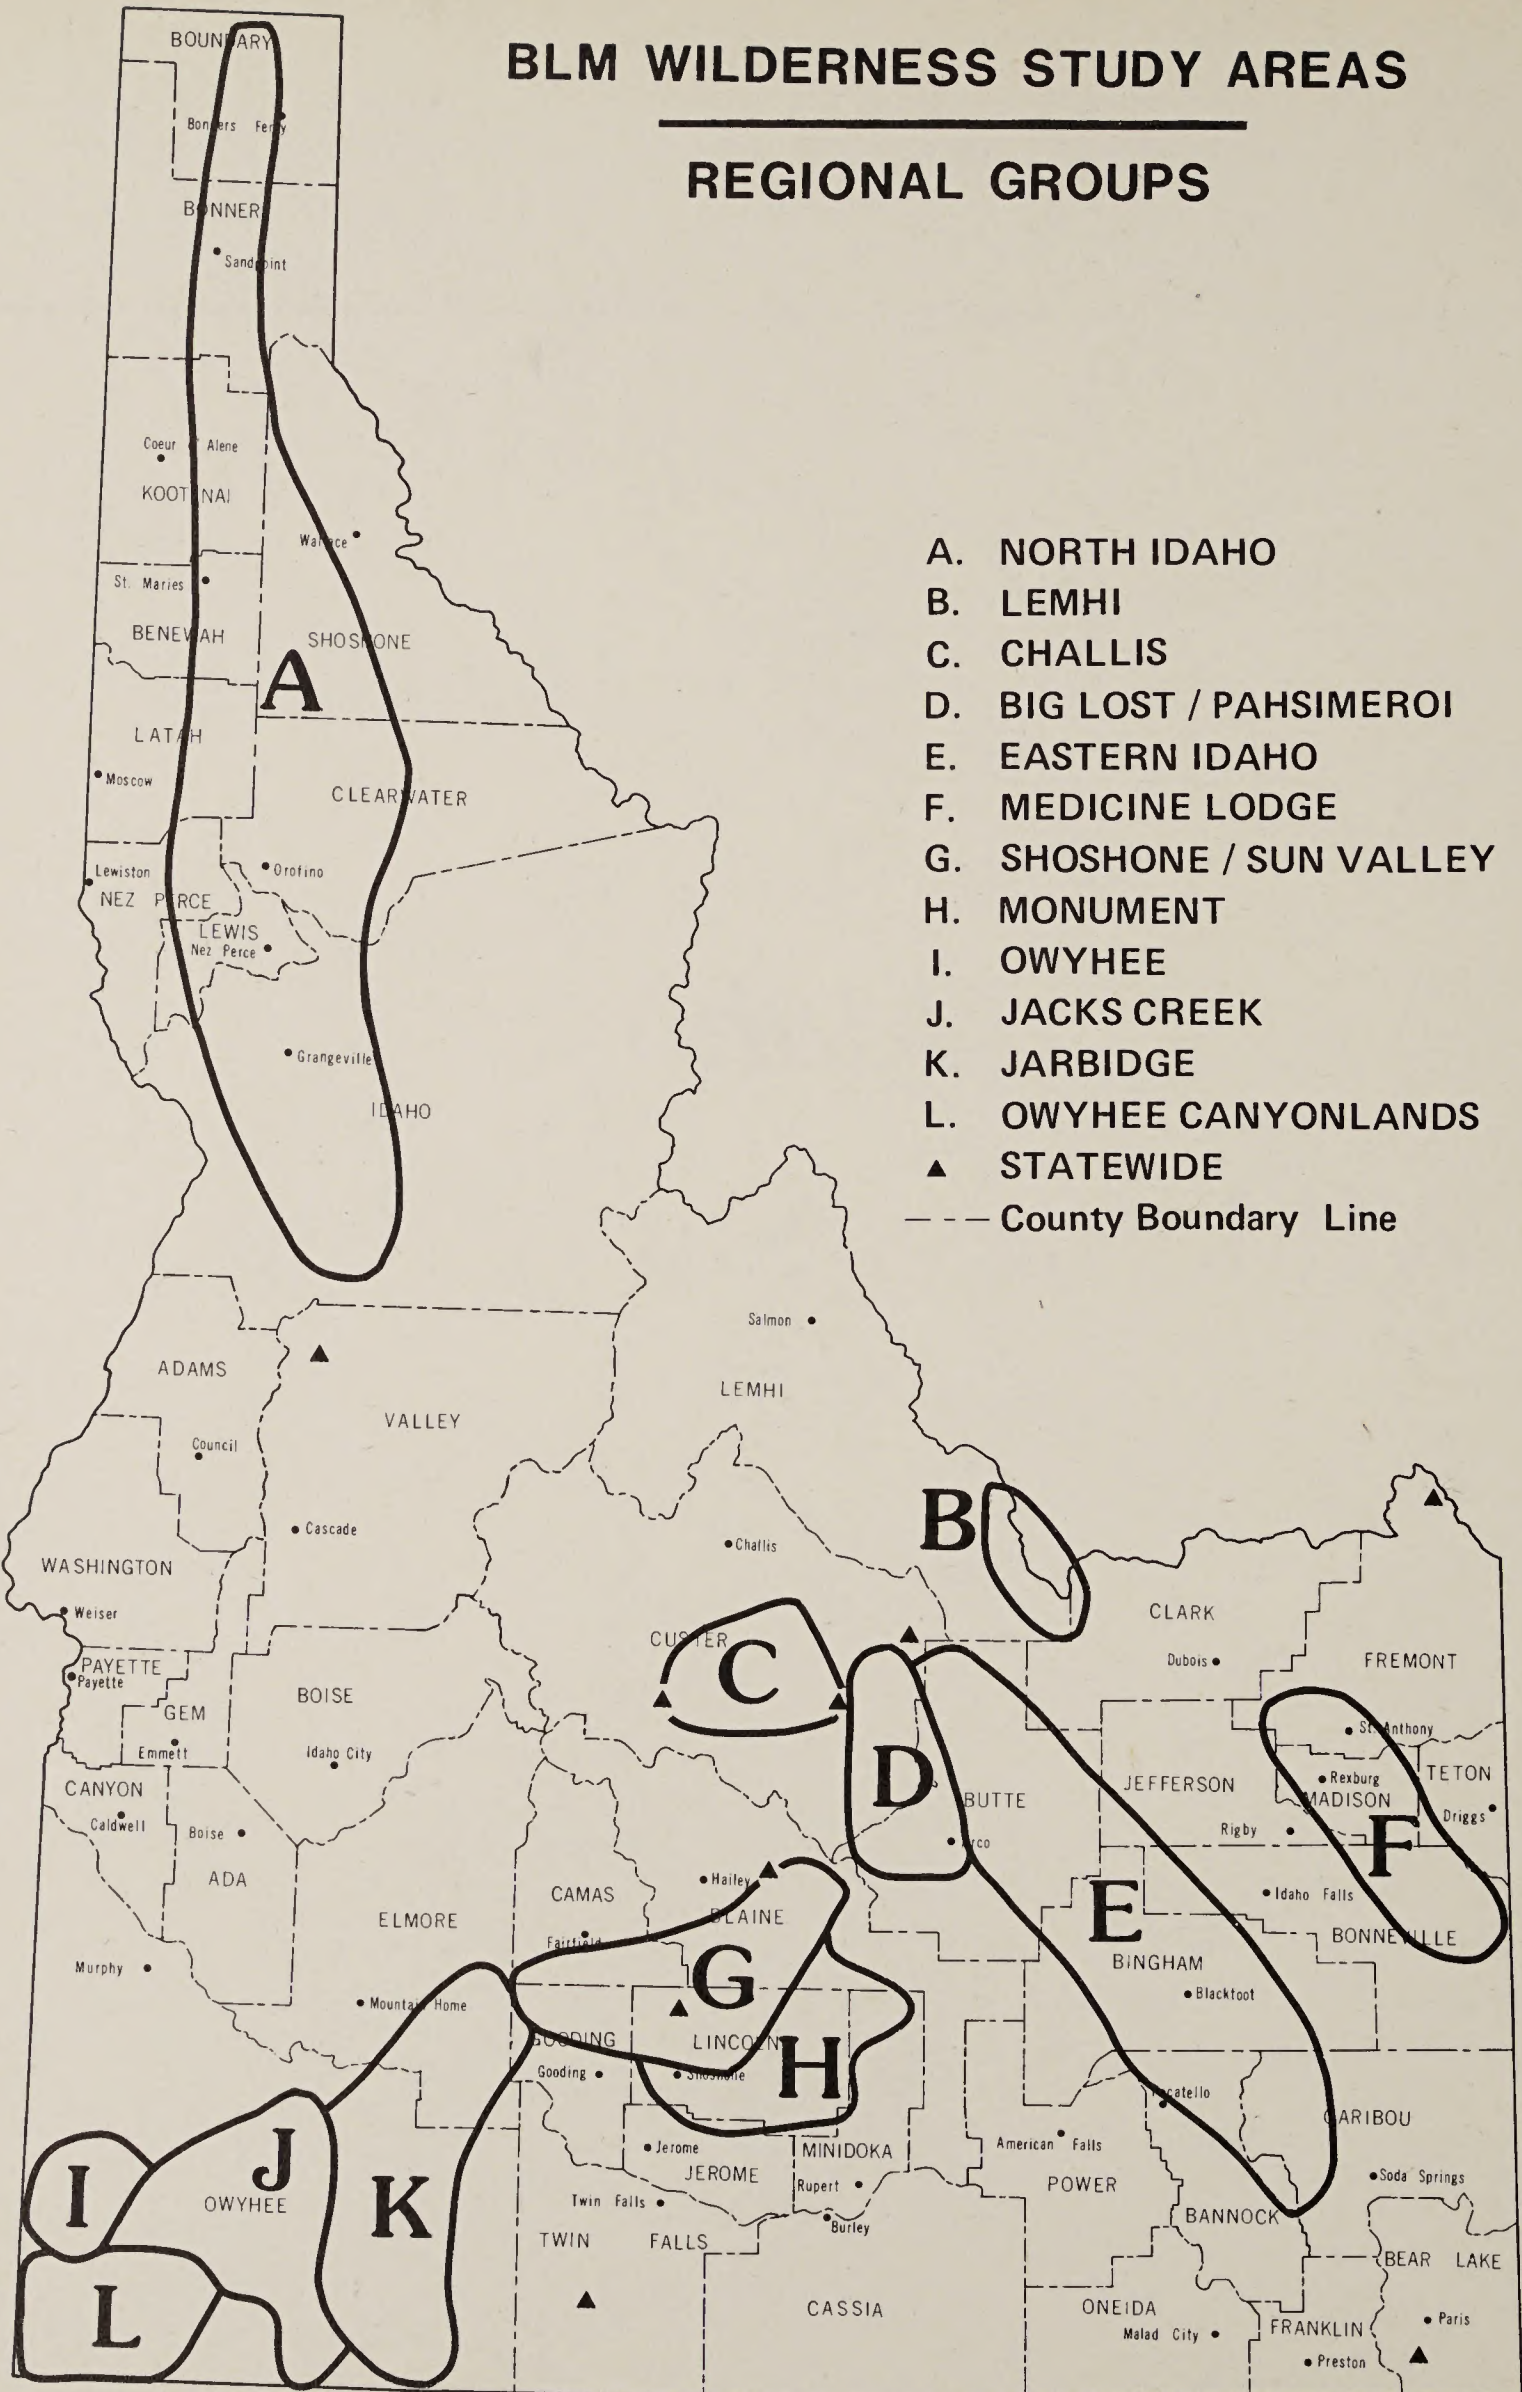 BLM WILDERNESS STUDY AREAS
REGIONAL GROUPS
A. NORTH IDAHO
B. LEMHI
C. CHALLIS
D. BIG LOST / PAHSIMEROI
E. EASTERN IDAHO
F. MEDICINE LODGE
G. SHOSHONE / SUN VALLEY
H. MONUMENT
I. OWYHEE
J. JACKS CREEK
K. JARBIDGE
L. OWYHEE CANYONLANDS
▲ STATEWIDE
County Boundary Line
BOUNDARY
Bonners Ferry
BONNER
Sandpoint
Coeur d'Alene
KOOTENAI
Wallace
St. Maries
BENEWAH
SHOSHONE
A
LATAH
Moscow
CLEARWATER
Lewiston
Orofino
NEZ PERCE
LEWIS
Nez Perce
Grangeville
IDAHO
Salmon
ADAMS
LEMHI
VALLEY
Council
B
Cascade
Challis
WASHINGTON
Weiser
CLARK
CUSTER
C
Dubois
FREMONT
PAYETTE
Payette
BOISE
GEM
St. Anthony
Emmett
Idaho City
D
CANYON
JEFFERSON
Rexburg
TETON
BUTTE
MADISON
Caldwell
Boise
Arco
Rigby
Driggs
F
ADA
Hailey
CAMAS
E
Idaho Falls
ELMORE
BLAINE
Fairfield
BONNEVILLE
Murphy
G
BINGHAM
Blackfoot
Mountain Home
GOODING
LINCOLN
H
Gooding
Shoshone
Pocatello
CARIBOU
J
Jerome
MINIDOKA
American Falls
JEROME
Rupert
POWER
Soda Springs
I
OWYHEE
K
Twin Falls
BANNOCK
Burley
TWIN FALLS
BEAR LAKE
L
CASSIA
ONEIDA
Malad City
FRANKLIN
Paris
Preston